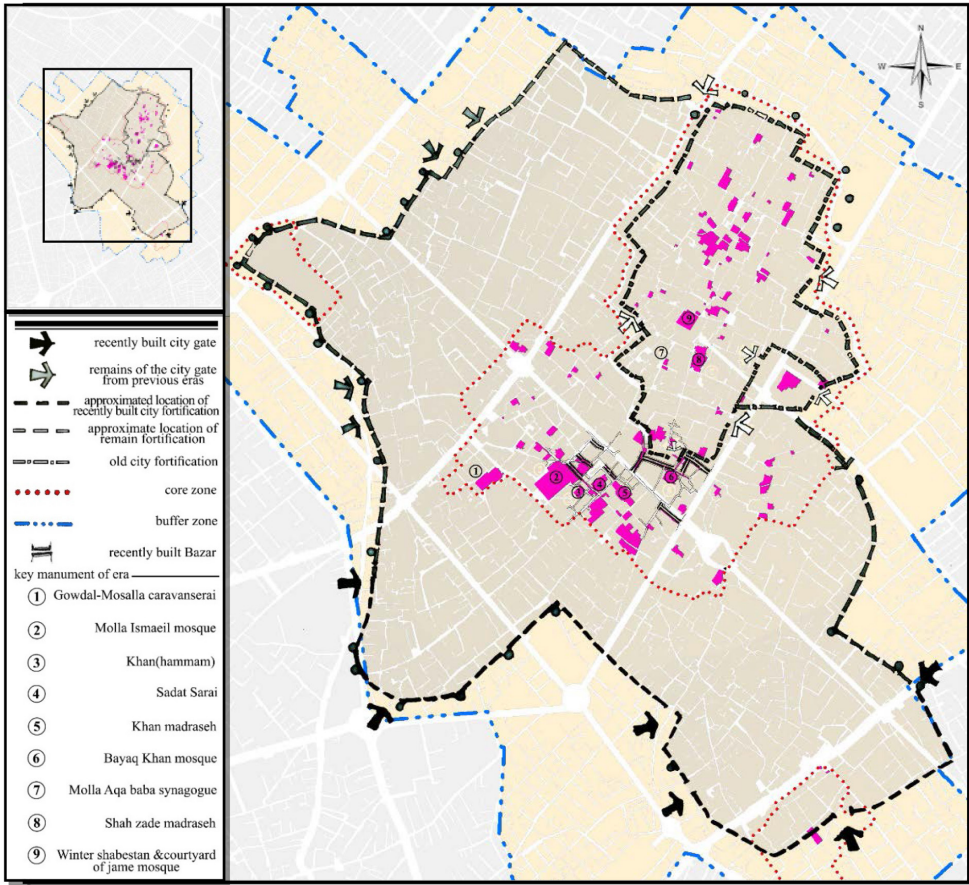 N
W
E
S
recently built city gate
remains of the city gate
from previous eras
approximated location of
recently built city fortification
approximate location of
remain fortification
old city fortification
core zone
buffer zone
recently built Bazar
key manument of era
1 Gowdal-Mosalla caravanserai
2 Molla Ismaeil mosque
3 Khan(hammam)
4 Sadat Sarai
5 Khan madraseh
6 Bayaq Khan mosque
7 Molla Aqa baba synagogue
8 Shah zade madraseh
9 Winter shabestan &courtyard
of jame mosque
9
7
8
1
2
3
4
5
6